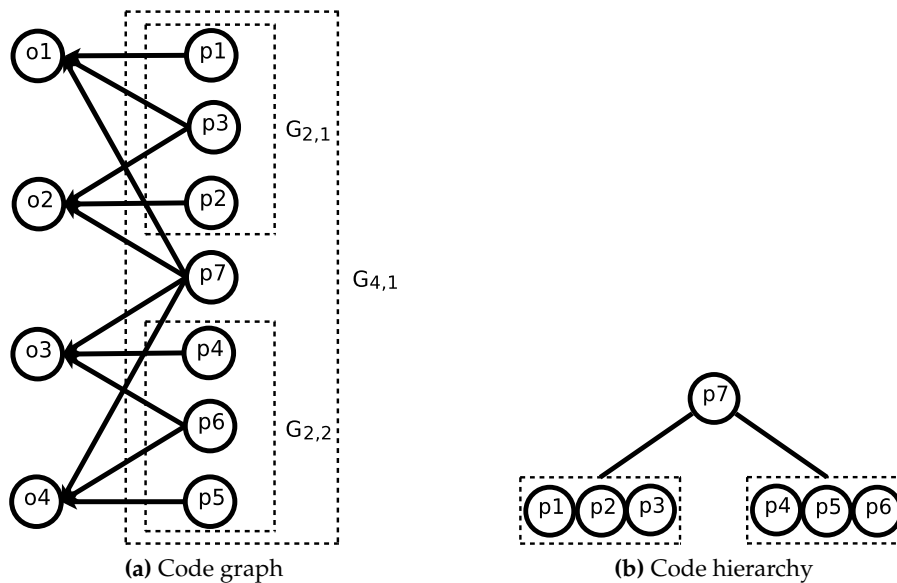 o1
p1
p3
G2,1
o2
p2
p7
G4,1
o3
p4
p6
G2,2
o4
p5
(a) Code graph
p7
p1 p2 p3
p4 p5 p6
(b) Code hierarchy